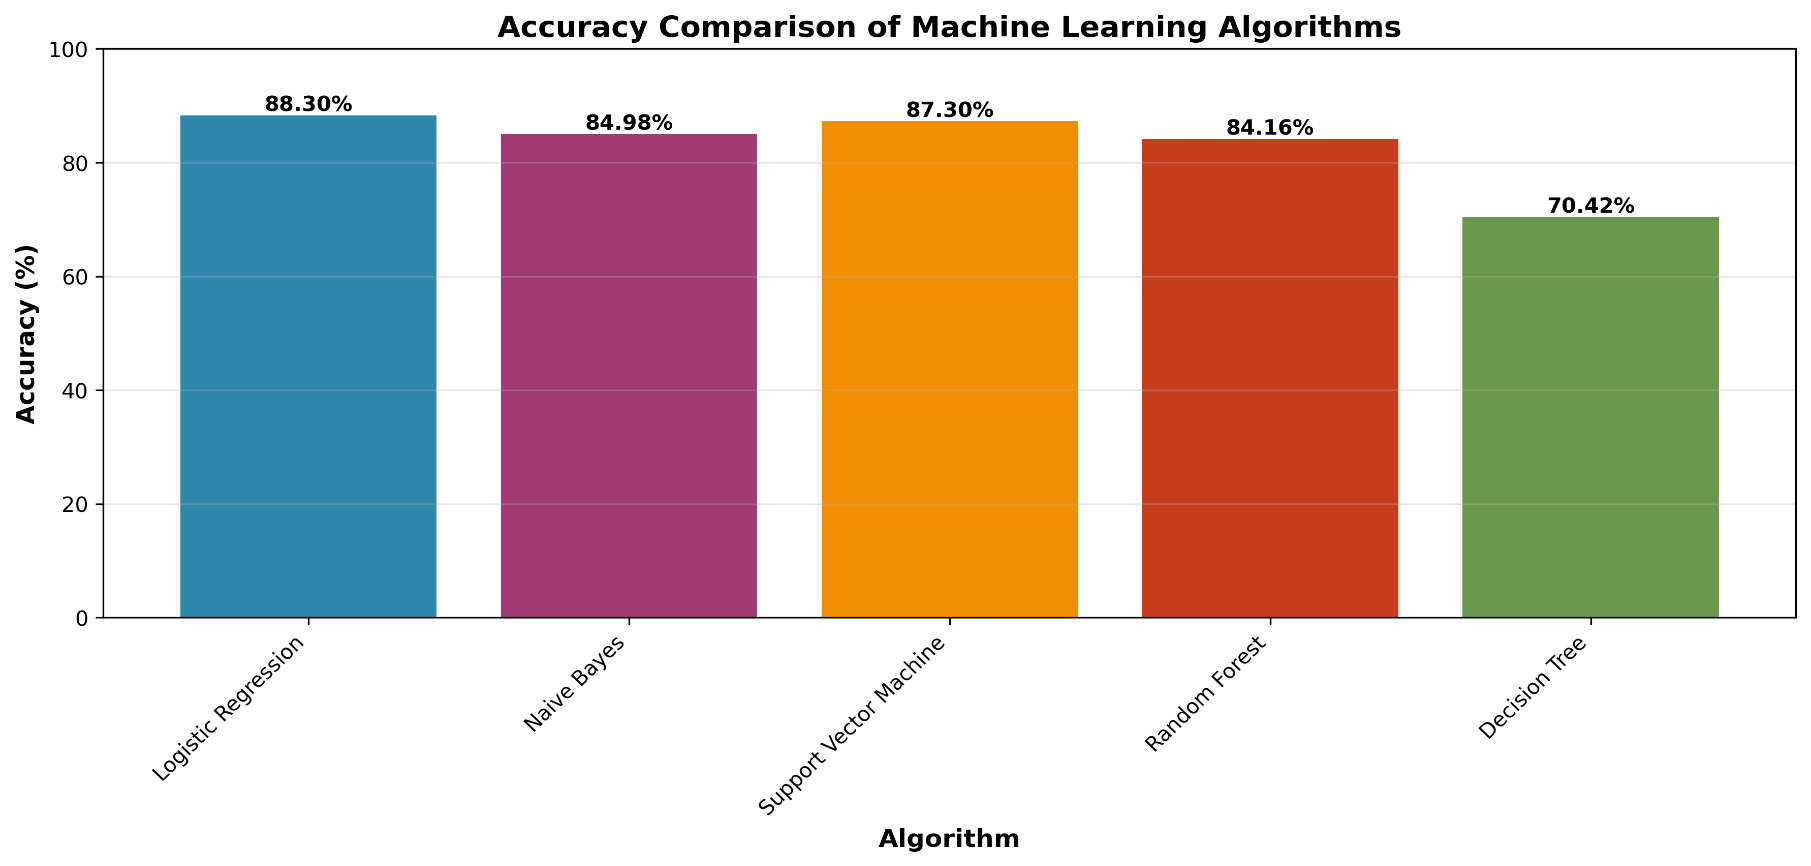 Accuracy Comparison of Machine Learning Algorithms
Accuracy (%)
100
80
60
40
20
0
88.30%
84.98%
87.30%
84.16%
70.42%
Logistic Regression
Naive Bayes
Support Vector Machine
Random Forest
Decision Tree
Algorithm